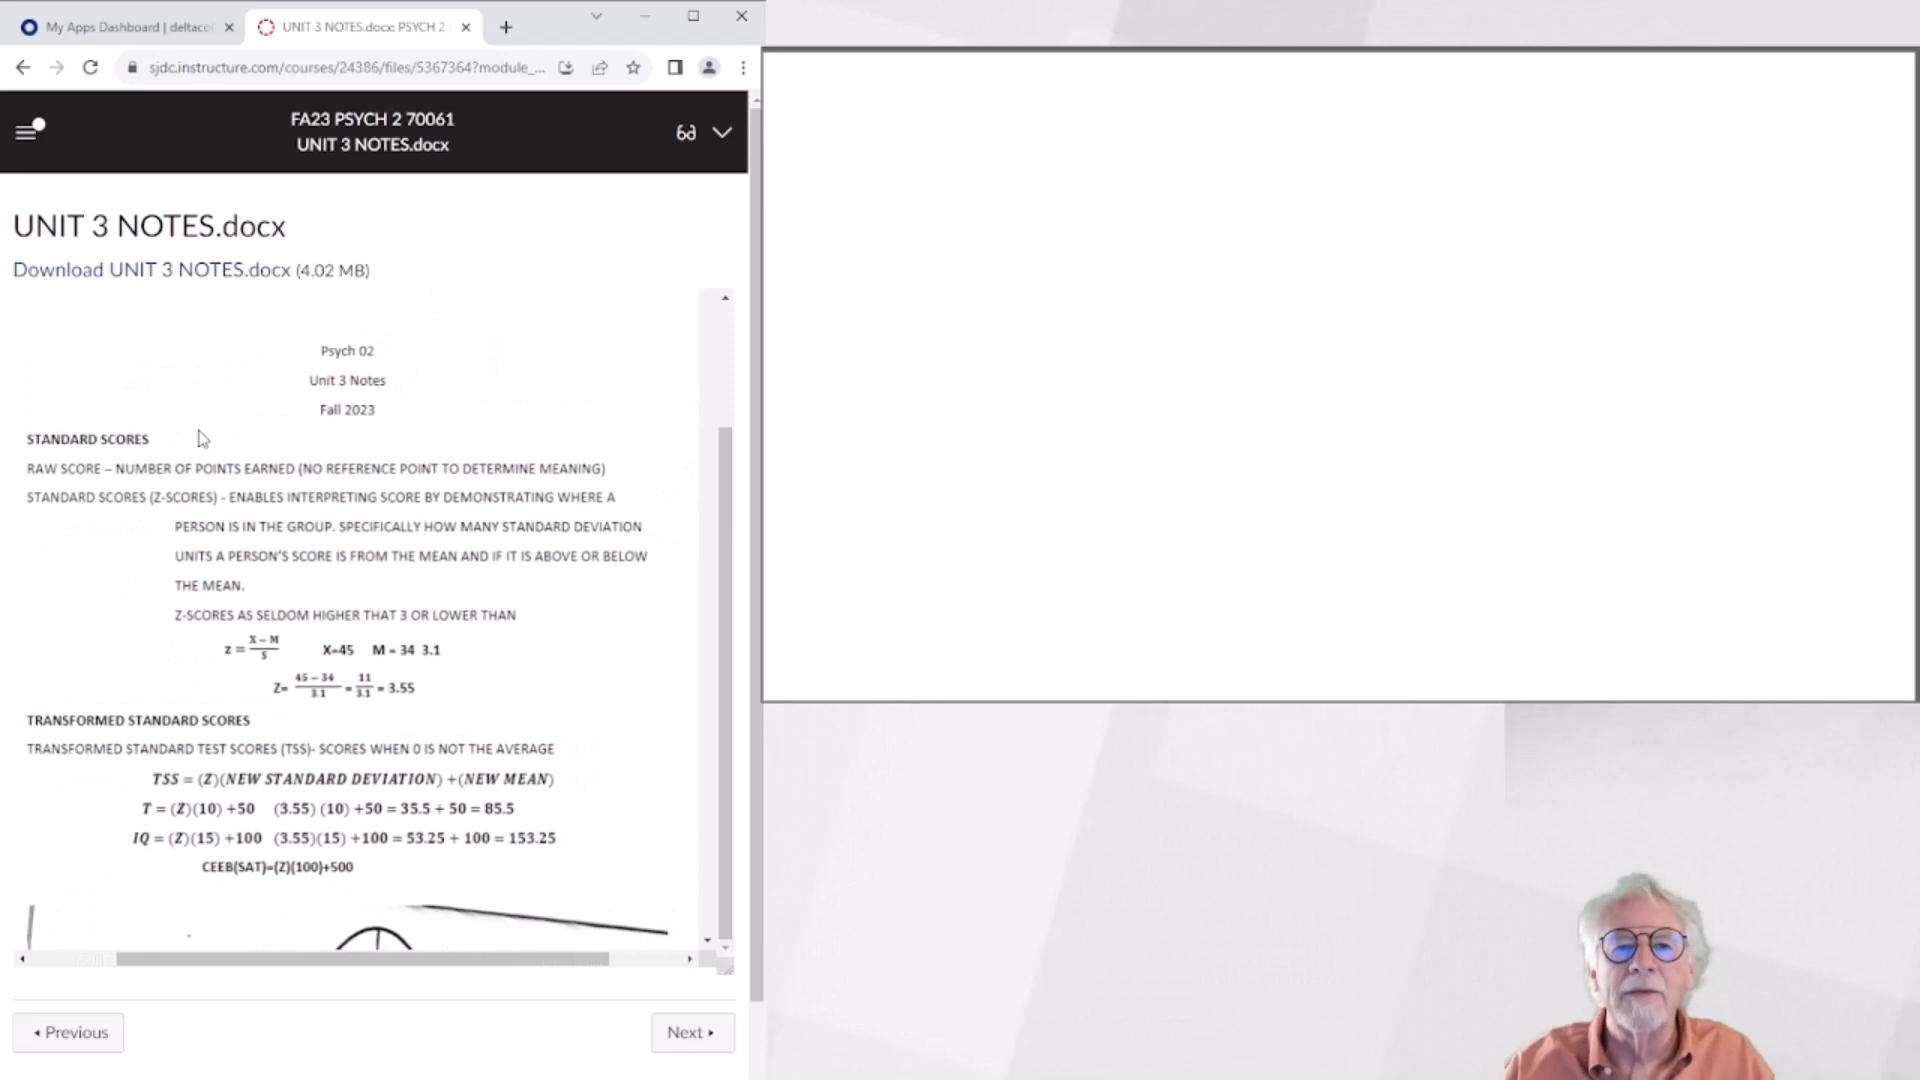 My Apps Dashboard | deltacol
UNIT 3 NOTES.docx: PSYCH 2
sjdc.instructure.com/courses/24386/files/5367364?module_...
FA23 PSYCH 2 70061
UNIT 3 NOTES.docx
UNIT 3 NOTES.docx
Download UNIT 3 NOTES.docx (4.02 MB)
Psych 02
Unit 3 Notes
Fall 2023
STANDARD SCORES
RAW SCORE – NUMBER OF POINTS EARNED (NO REFERENCE POINT TO DETERMINE MEANING)
STANDARD SCORES (Z-SCORES) - ENABLES INTERPRETING SCORE BY DEMONSTRATING WHERE A
PERSON IS IN THE GROUP. SPECIFICALLY HOW MANY STANDARD DEVIATION
UNITS A PERSON'S SCORE IS FROM THE MEAN AND IF IT IS ABOVE OR BELOW
THE MEAN.
Z-SCORES AS SELDOM HIGHER THAT 3 OR LOWER THAN
z = X – M / S X=45 M = 34 3.1
Z= 45 – 34 / 3.1 = 11 / 3.1 = 3.55
TRANSFORMED STANDARD SCORES
TRANSFORMED STANDARD TEST SCORES (TSS)- SCORES WHEN 0 IS NOT THE AVERAGE
TSS = (Z)(NEW STANDARD DEVIATION) +(NEW MEAN)
T = (Z)(10) +50 (3.55) (10) +50 = 35.5 + 50 = 85.5
IQ = (Z)(15) +100 (3.55)(15) +100 = 53.25 + 100 = 153.25
CEEB(SAT)=(Z)(100)+500
Previous
Next